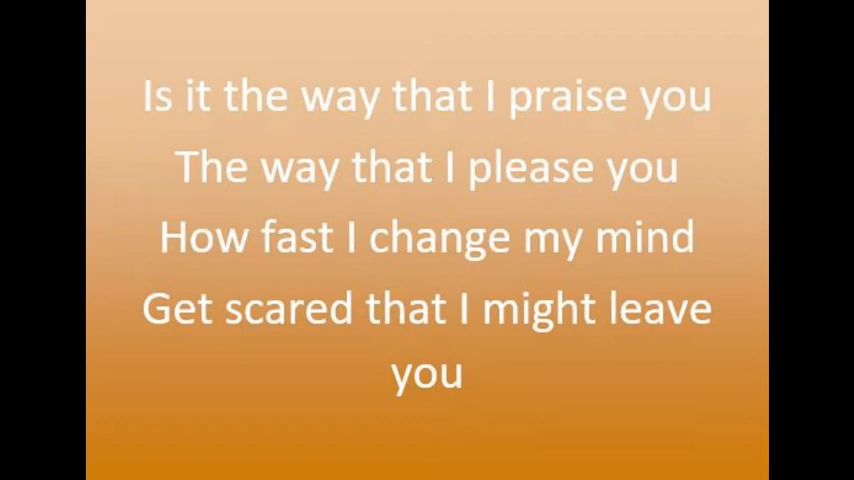 Is it the way that I praise you
The way that I please you
How fast I change my mind
Get scared that I might leave
you